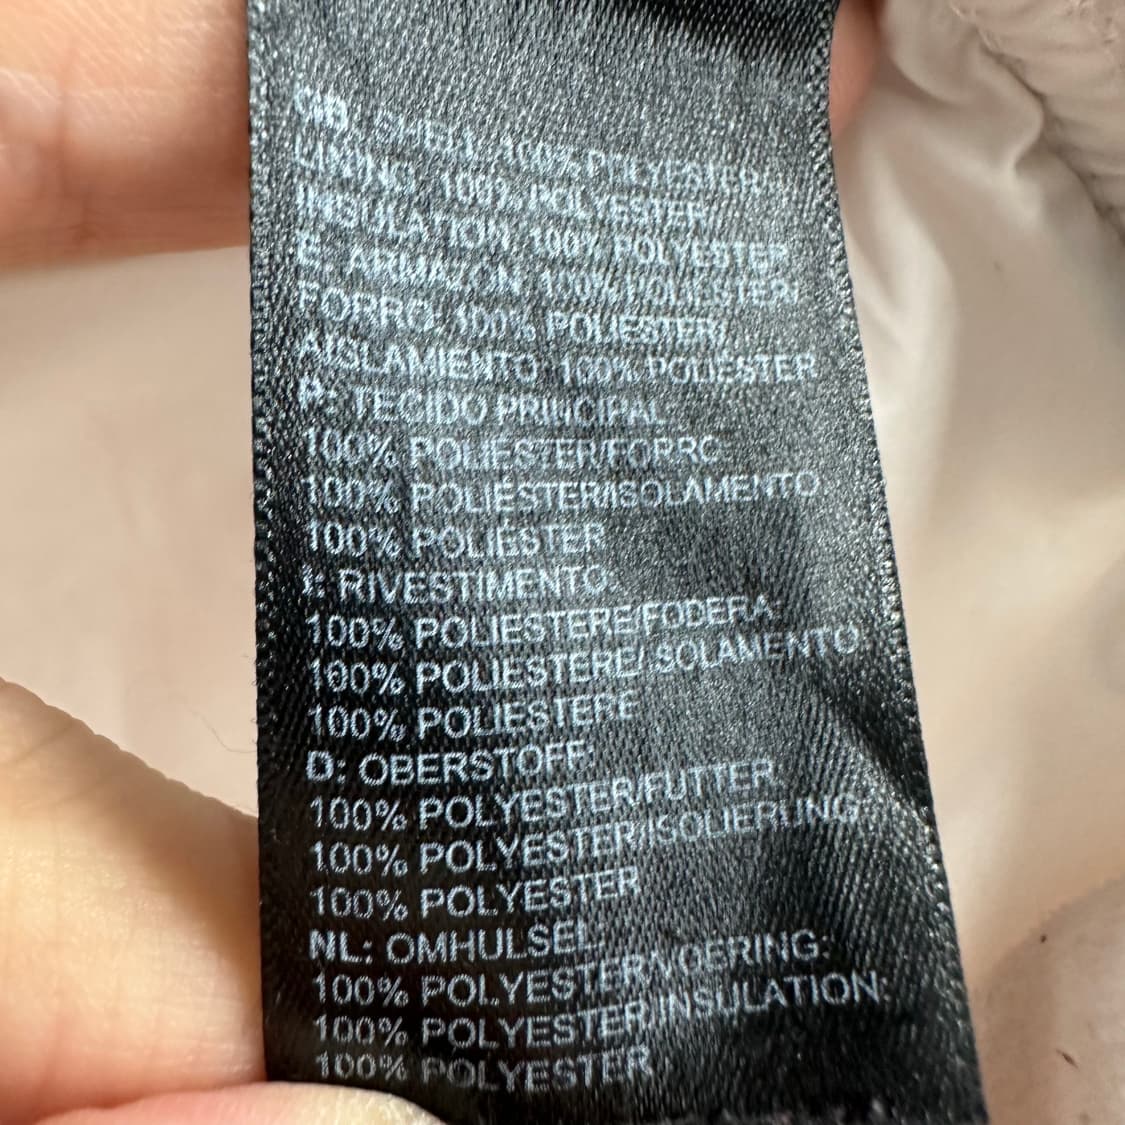 GB: SHELL: 100% POLYESTER/
LINING: 100% POLYESTER/
INSULATION: 100% POLYESTER
E: ARMAZON: 100% POLIESTER/
FORRO: 100% POLIESTER/
AISLAMIENTO: 100% POLIÉSTER
P: TECIDO PRINCIPAL
100% POLIÉSTER/FORRO
100% POLIÉSTER/ISOLAMENTO
100% POLIÉSTER
I: RIVESTIMENTO:
100% POLIESTERE/FODERA:
100% POLIESTERE/ISOLAMENTO
100% POLIESTERE
D: OBERSTOFF:
100% POLYESTER/FUTTER
100% POLYESTER/ISOLIERUNG:
100% POLYESTER
NL: OMHULSEL:
100% POLYESTER/VOERING:
100% POLYESTER/INSULATION:
100% POLYESTER